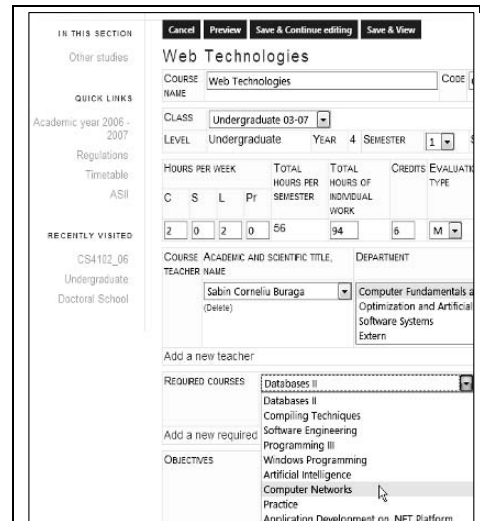 IN THIS SECTION
Other studies
QUICK LINKS
Academic year 2006 -
2007
Regulations
Timetable
ASII
RECENTLY VISITED
CS4102_06
Undergraduate
Doctoral School
Cancel Preview Save & Continue editing Save & View
Web Technologies
COURSE NAME Web Technologies CODE
CLASS Undergraduate 03-07
LEVEL Undergraduate YEAR 4 SEMESTER 1
HOURS PER WEEK TOTAL HOURS PER SEMESTER TOTAL HOURS OF INDIVIDUAL WORK CREDITS TYPE
C S L Pr
2 0 2 0 56 94 6 M
COURSE TEACHER ACADEMIC AND SCIENTIFIC TITLE, NAME DEPARTMENT
Sabin Corneliu Buraga
(Delete)
Computer Fundamentals
Optimization and Artificial
Software Systems
Extern
Add a new teacher
REQUIRED COURSES Databases II
Databases II
Compiling Techniques
Software Engineering
Programming III
Windows Programming
Artificial Intelligence
Computer Networks
Practice
Application Development on .NET Platform
Add a new required
OBJECTIVES